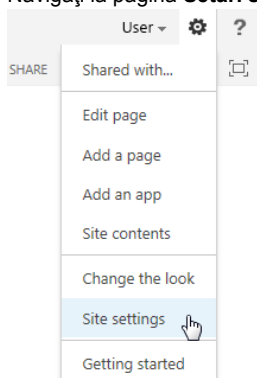 Navigați la pagina
User
?
SHARE
Shared with...
Edit page
Add a page
Add an app
Site contents
Change the look
Site settings
Getting started